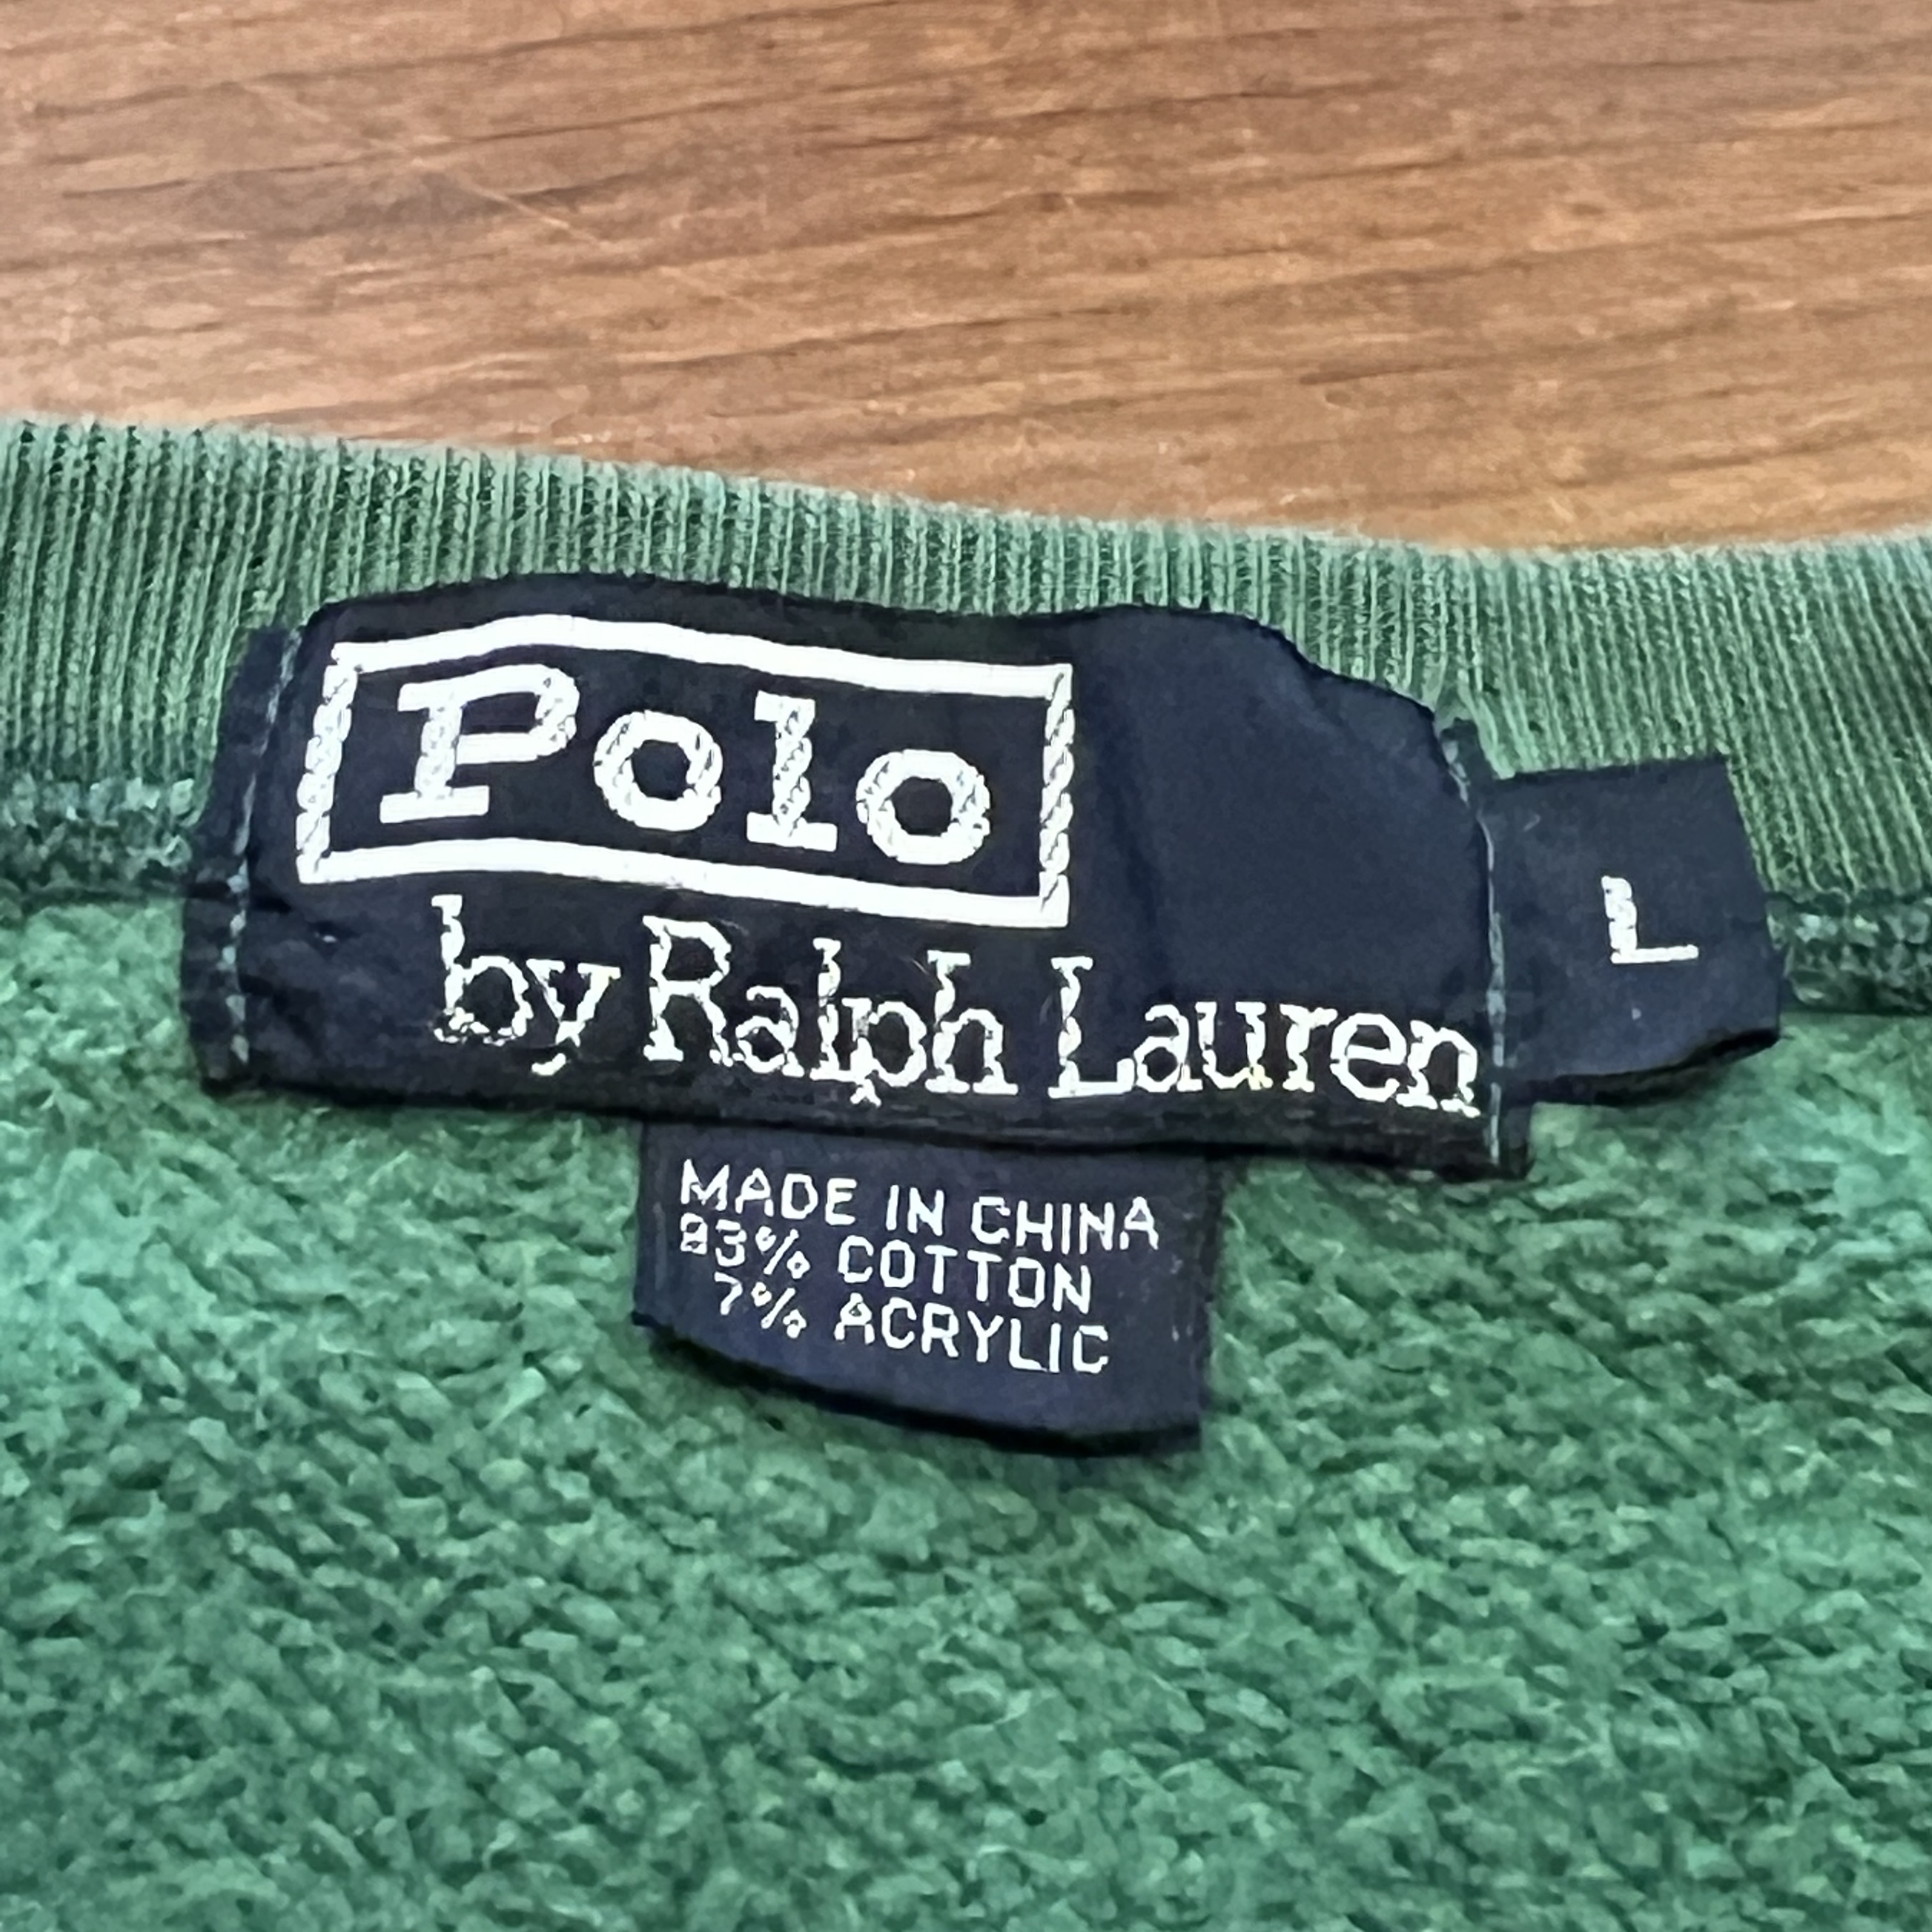 Polo
by Ralph Lauren
L
MADE IN CHINA
93% COTTON
7% ACRYLIC